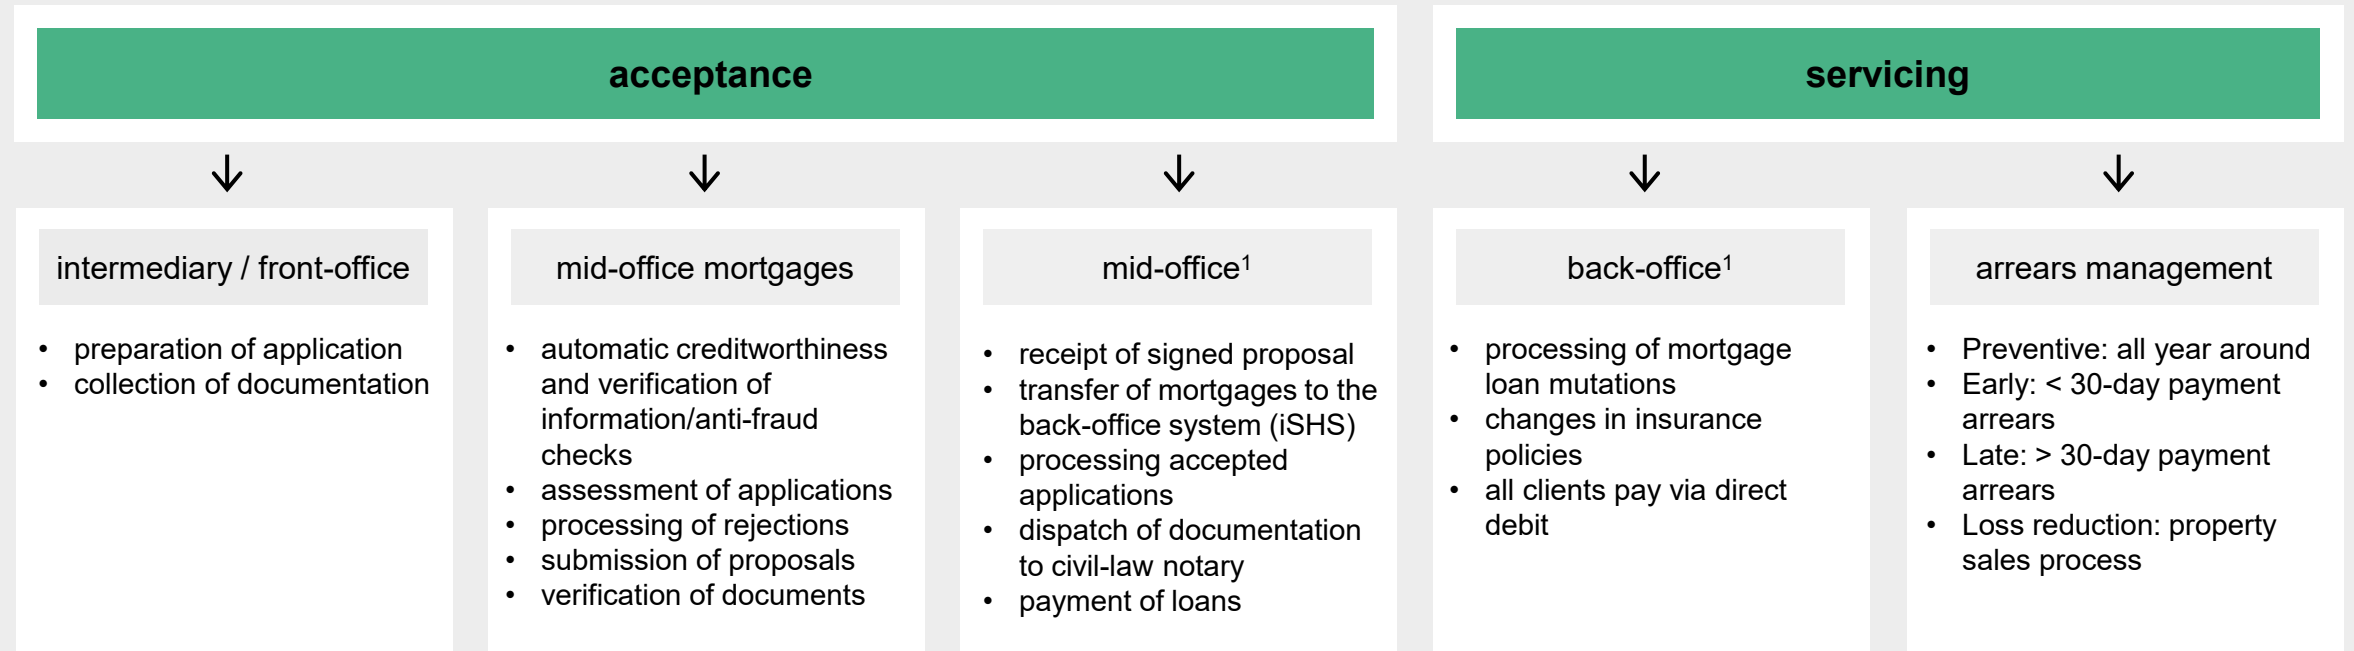 acceptance
servicing
intermediary / front-office
• preparation of application
• collection of documentation
mid-office mortgages
• automatic creditworthiness
and verification of
information/anti-fraud
checks
• assessment of applications
• processing of rejections
• submission of proposals
• verification of documents
mid-office¹
• receipt of signed proposal
• transfer of mortgages to the
back-office system (iSHS)
• processing accepted
applications
• dispatch of documentation
to civil-law notary
• payment of loans
back-office¹
• processing of mortgage
loan mutations
• changes in insurance
policies
• all clients pay via direct
debit
arrears management
• Preventive: all year around
• Early: < 30-day payment
arrears
• Late: > 30-day payment
arrears
• Loss reduction: property
sales process